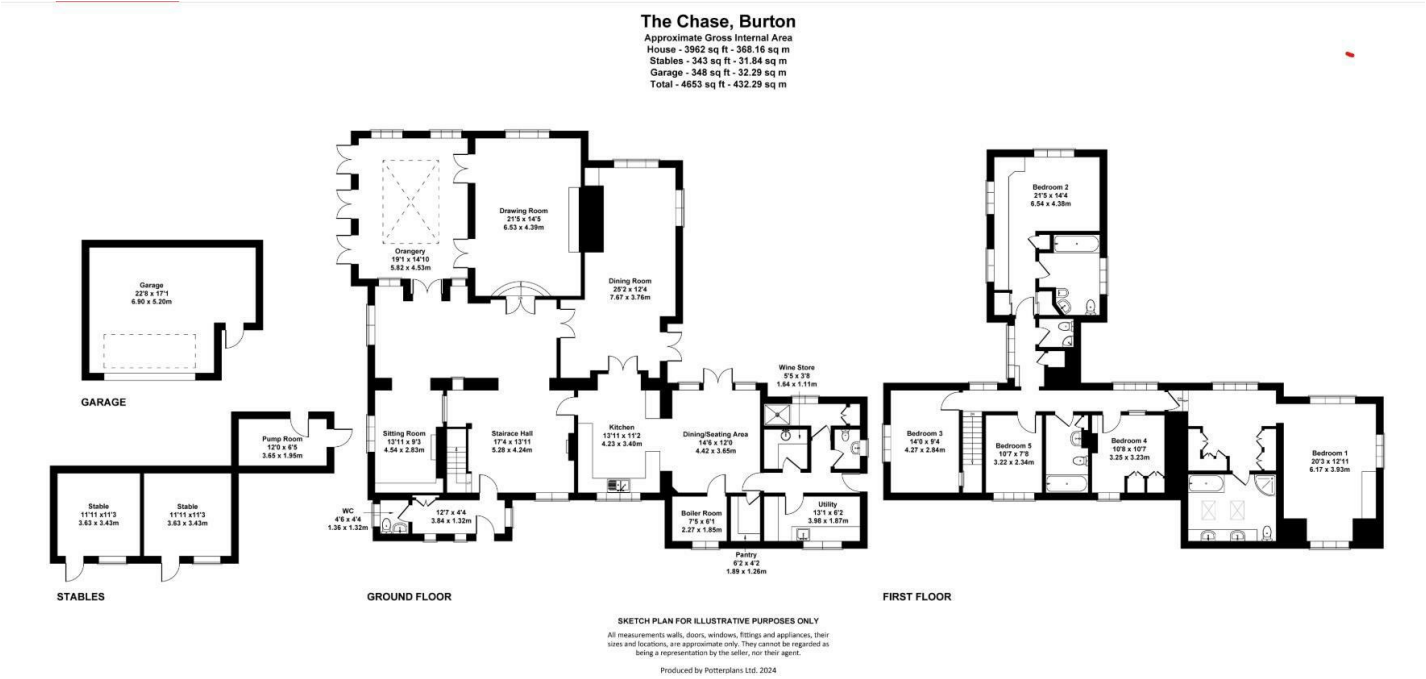 The Chase, Burton
Approximate Gross Internal Area
House - 3962 sq ft - 368.16 sq m
Stables - 343 sq ft - 31.84 sq m
Garage - 348 sq ft - 32.29 sq m
Total - 4653 sq ft - 432.29 sq m
Garage
22'8 x 17'1
6.90 x 5.20m
GARAGE
Pump Room
12'0 x 6'5
3.65 x 1.95m
Stable
11'11 x11'3
3.63 x 3.43m
Stable
11'11 x11'3
3.63 x 3.43m
STABLES
Orangery
19'1 x 14'10
5.82 x 4.53m
Drawing Room
21'5 x 14'5
6.53 x 4.39m
Dining Room
25'2 x 12'4
7.67 x 3.76m
Wine Store
5'5 x 3'8
1.64 x 1.11m
Sitting Room
13'11 x 9'3
4.54 x 2.83m
Stairace Hall
17'4 x 13'11
5.28 x 4.24m
Kitchen
13'11 x 11'2
4.23 x 3.40m
Dining/Seating Area
14'6 x 12'0
4.42 x 3.65m
WC
4'6 x 4'4
1.36 x 1.32m
12'7 x 4'4
3.84 x 1.32m
Boiler Room
7'5 x 6'1
2.27 x 1.85m
Utility
13'1 x 6'2
3.98 x 1.87m
Pantry
6'2 x 4'2
1.89 x 1.26m
GROUND FLOOR
Bedroom 2
21'5 x 14'4
6.54 x 4.38m
Bedroom 3
14'0 x 9'4
4.27 x 2.84m
Bedroom 5
10'7 x 7'8
3.22 x 2.34m
Bedroom 4
10'8 x 10'7
3.25 x 3.23m
Bedroom 1
20'3 x 12'11
6.17 x 3.93m
FIRST FLOOR
SKETCH PLAN FOR ILLUSTRATIVE PURPOSES ONLY
All measurements walls, doors, windows, fittings and appliances, their
sizes and locations, are approximate only. They cannot be regarded as
being a representation by the seller, nor their agent.
Produced by Potterplans Ltd. 2024